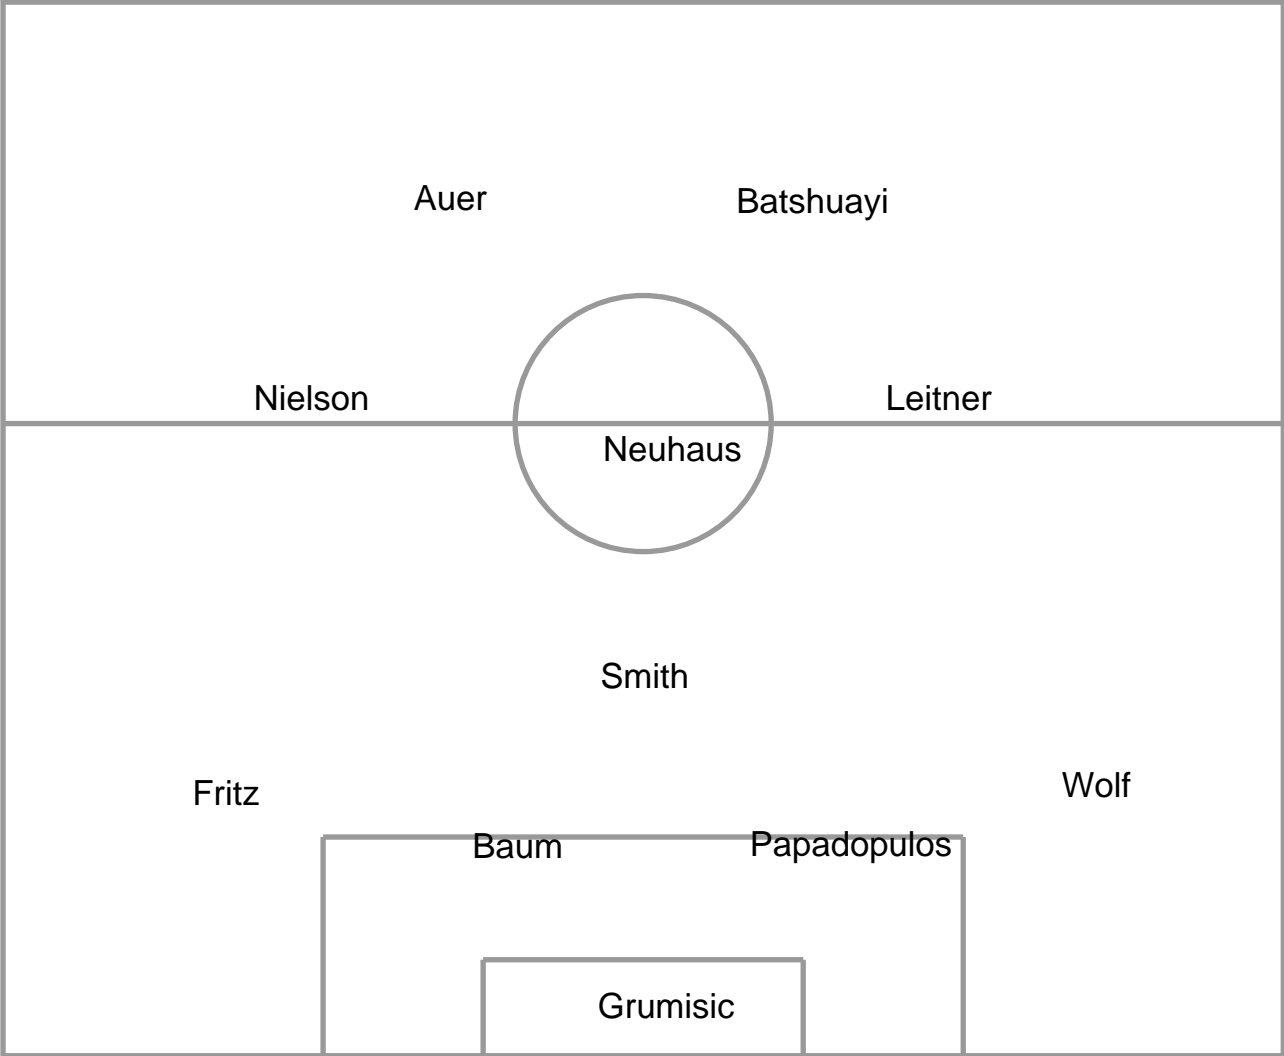 Auer
Batshuayi
Nielson
Leitner
Neuhaus
Smith
Fritz
Wolf
Baum
Papadopulos
Grumisic